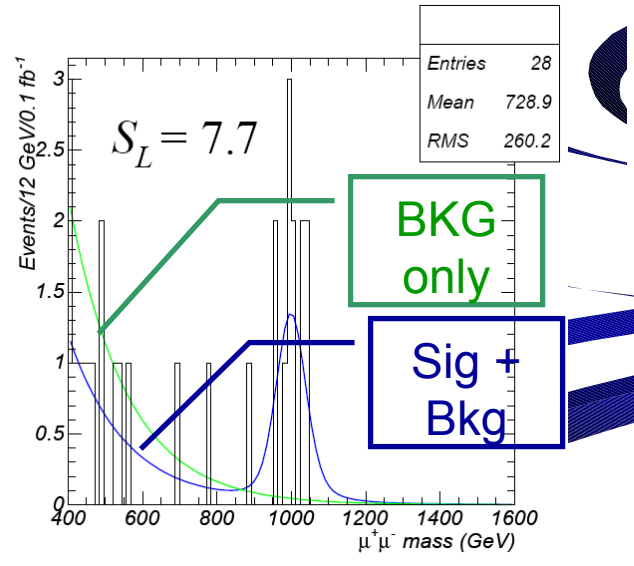 Entries 28
Mean 728.9
RMS 260.2
Events/12 GeV/0.1 fb⁻¹
3
2.5
2
1.5
1
0.5
0
S_L = 7.7
BKG
only
Sig +
Bkg
400 600 800 1000 1200 1400 1600
μ⁺μ⁻ mass (GeV)